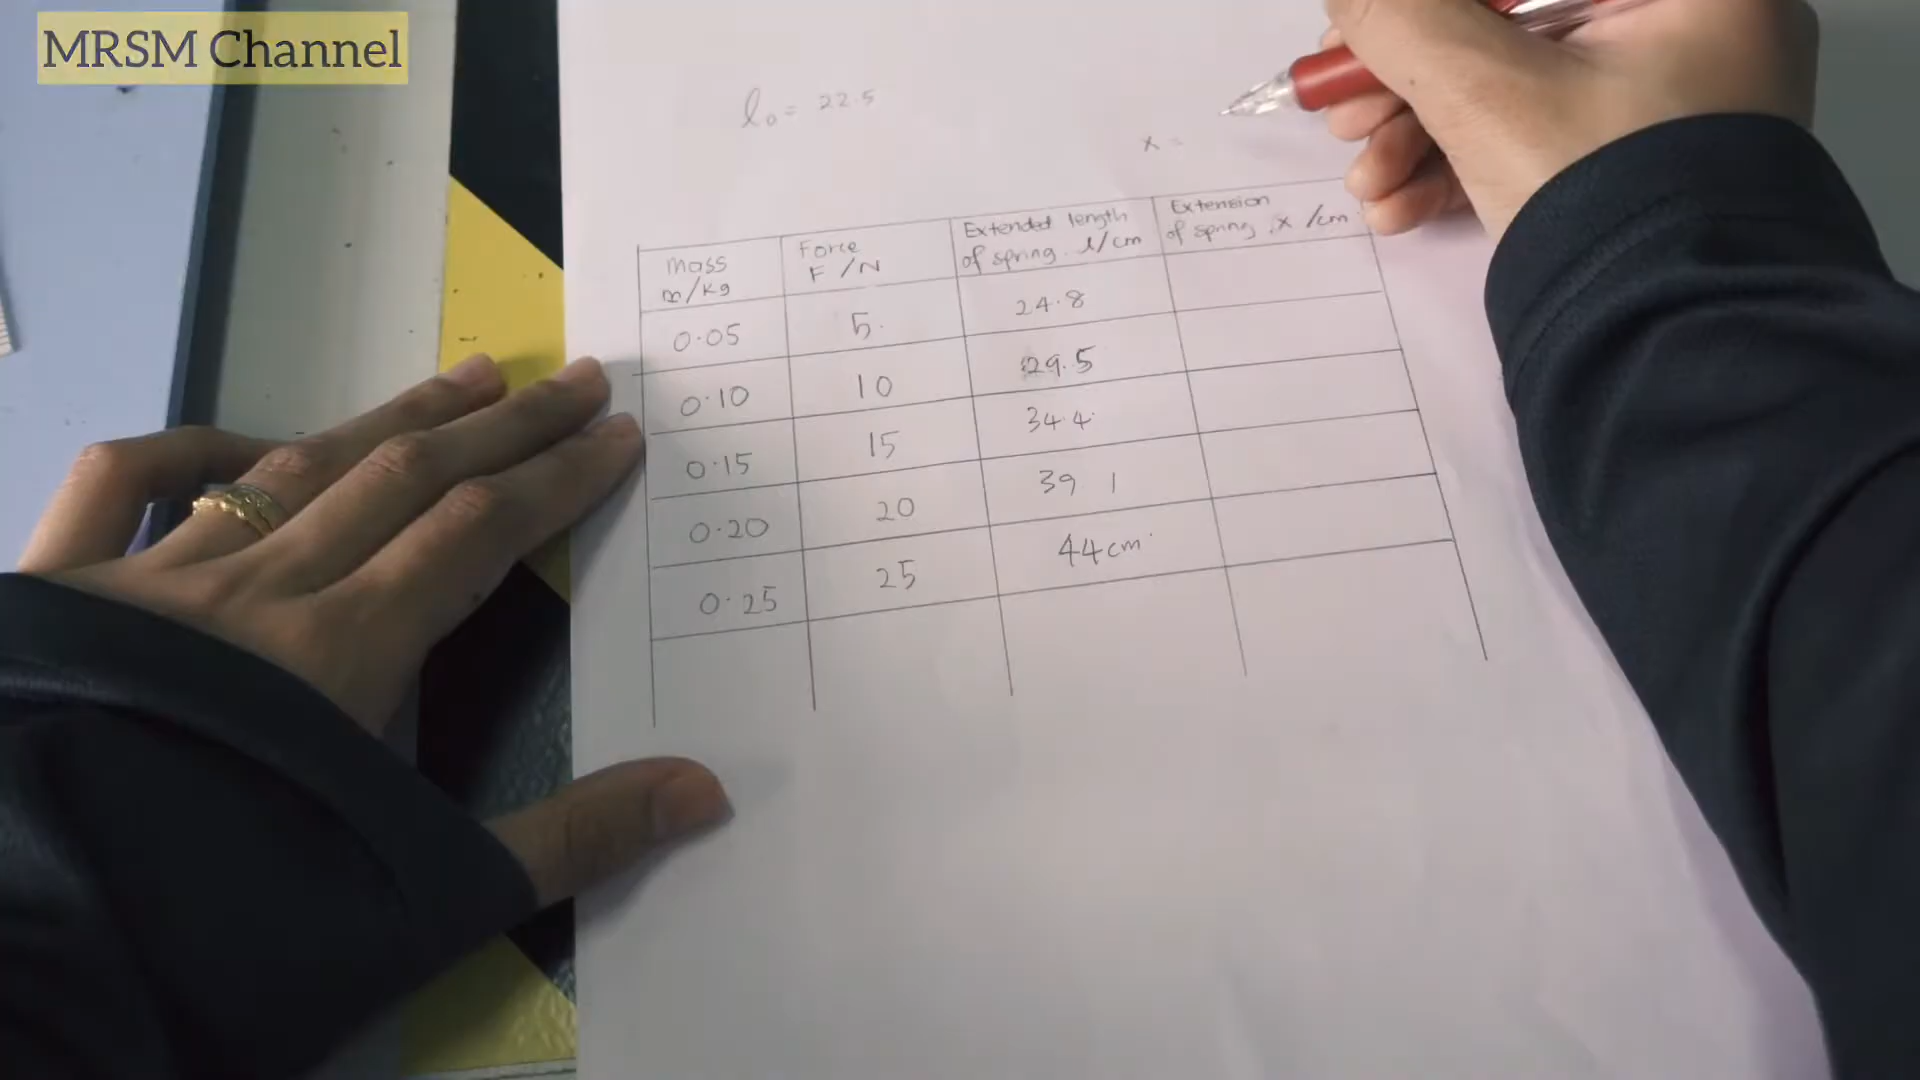 MRSM Channel
l₀ = 22.5
x =
Mass
m/kg
Force
F/N
Extended length
of spring. l/cm
Extension
of spring, x /cm
0.05
5.
24.8
0.10
10
29.5
0.15
15
34.4
0.20
20
39.1
0.25
25
44cm